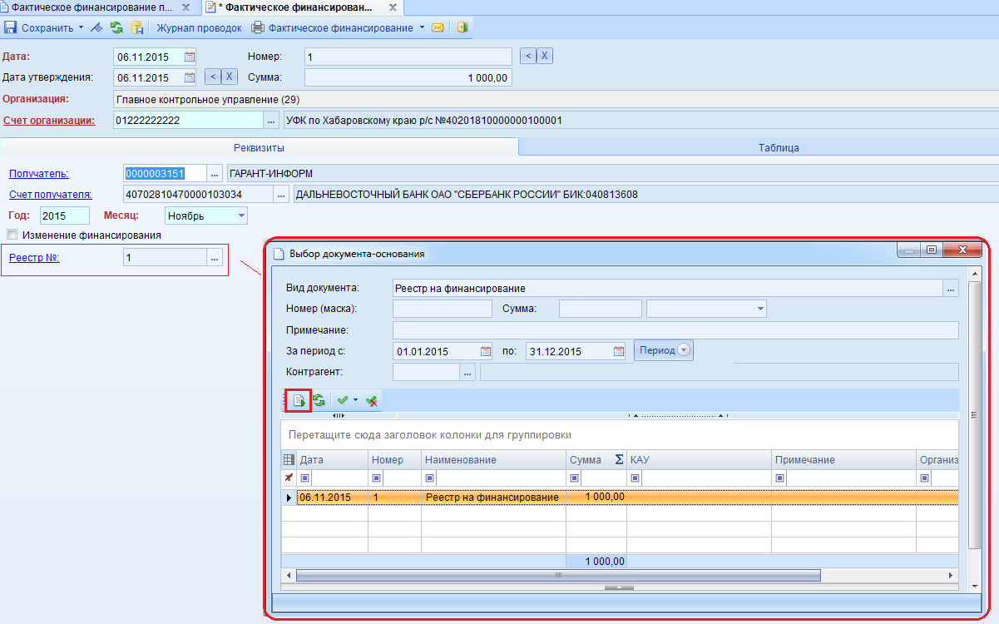 Фактическое финансирование п... * Фактическое финансирован...
Сохранить Журнал проводок Фактическое финансирование
Дата: 06.11.2015 Номер: 1 < X
Дата утверждения: 06.11.2015 < X Сумма: 1 000,00
Организация: Главное контрольное управление (29)
Счет организации: 01222222222 ... УФК по Хабаровскому краю р/с №40201810000000100001
Реквизиты Таблица
Получатель: 0000003151 ... ГАРАНТ-ИНФОРМ
Счет получателя: 40702810470000103034 ... ДАЛЬНЕВОСТОЧНЫЙ БАНК ОАО "СБЕРБАНК РОССИИ" БИК:040813608
Год: 2015 Месяц: Ноябрь
Изменение финансирования
Реестр №: 1 ...
Выбор документа-основания
Вид документа: Реестр на финансирование ...
Номер (маска): Сумма:
Примечание:
За период с: 01.01.2015 по: 31.12.2015 Период
Контрагент: ...
Перетащите сюда заголовок колонки для группировки
Дата Номер Наименование Сумма Σ КАУ Примечание Организ
06.11.2015 1 Реестр на финансирование 1 000,00
1 000,00